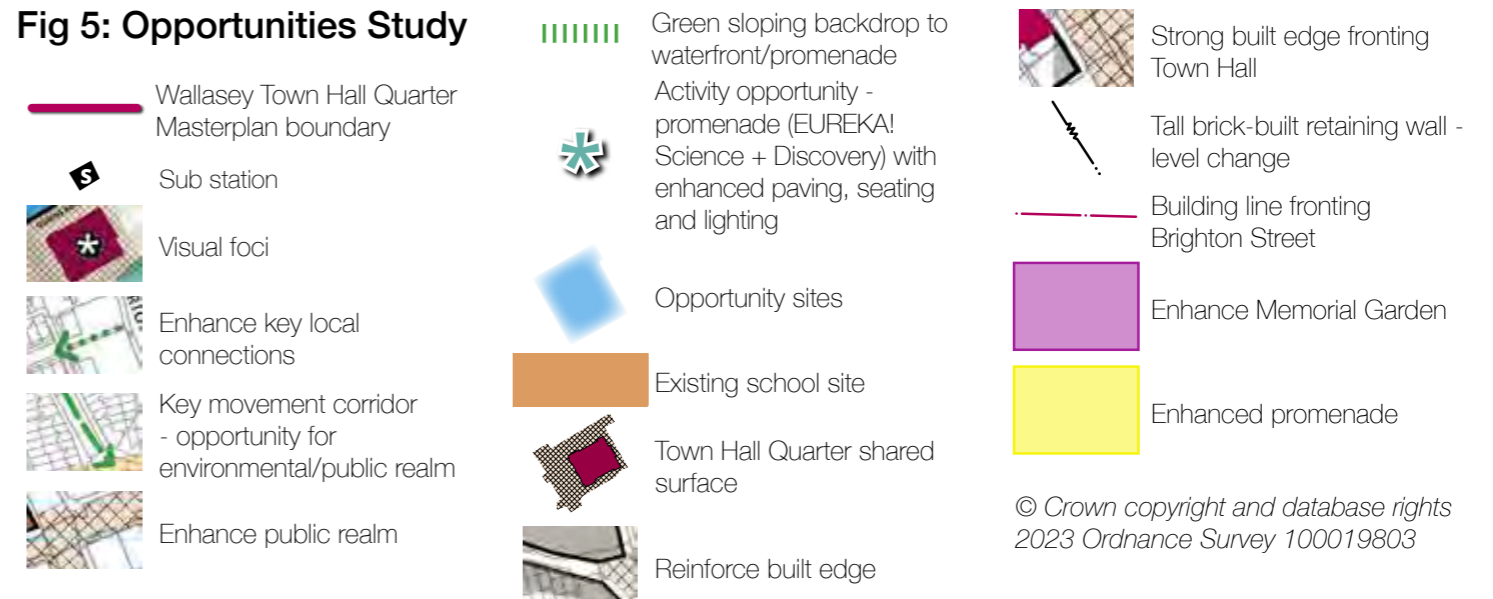 Fig 5: Opportunities Study
Wallasey Town Hall Quarter
Masterplan boundary
S
Sub station
Visual foci
Enhance key local
connections
Key movement corridor
- opportunity for
environmental/public realm
Enhance public realm
Green sloping backdrop to
waterfront/promenade
Activity opportunity -
promenade (EUREKA!
Science + Discovery) with
enhanced paving, seating
and lighting
Opportunity sites
Existing school site
Town Hall Quarter shared
surface
Reinforce built edge
Strong built edge fronting
Town Hall
Tall brick-built retaining wall -
level change
Building line fronting
Brighton Street
Enhance Memorial Garden
Enhanced promenade
© Crown copyright and database rights
2023 Ordnance Survey 100019803